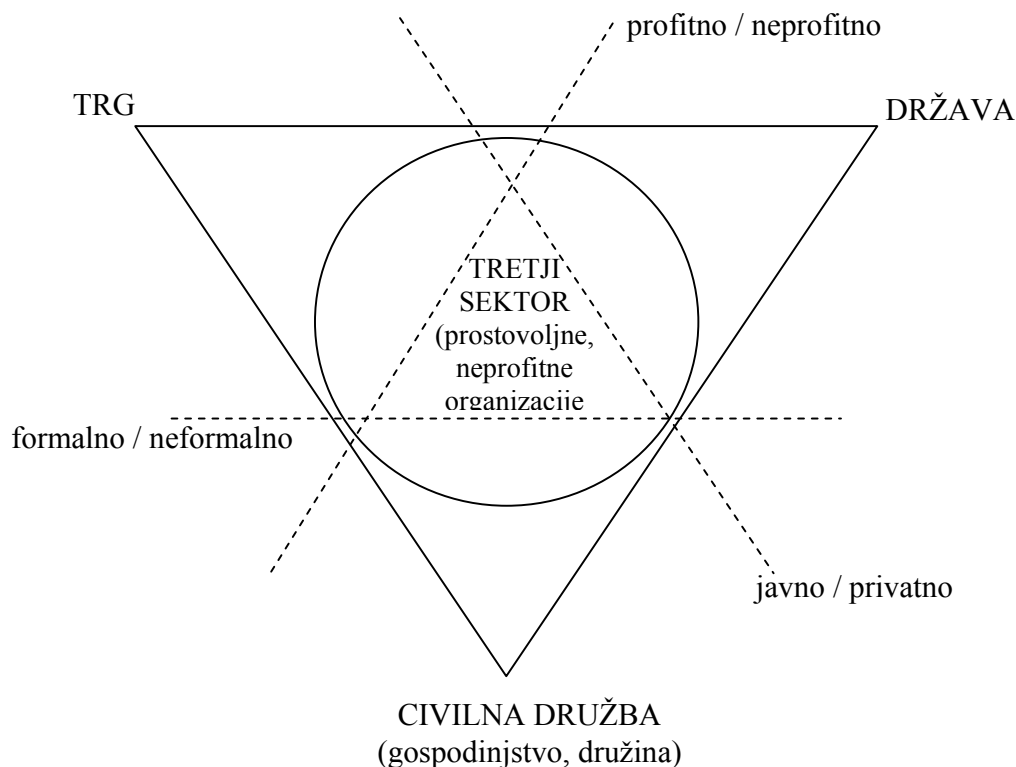 profitno / neprofitno
TRG
DRŽAVA
TRETJI
SEKTOR
(prostovoljne,
neprofitne
organizacije
formalno / neformalno
javno / privatno
CIVILNA DRUŽBA
(gospodinjstvo, družina)